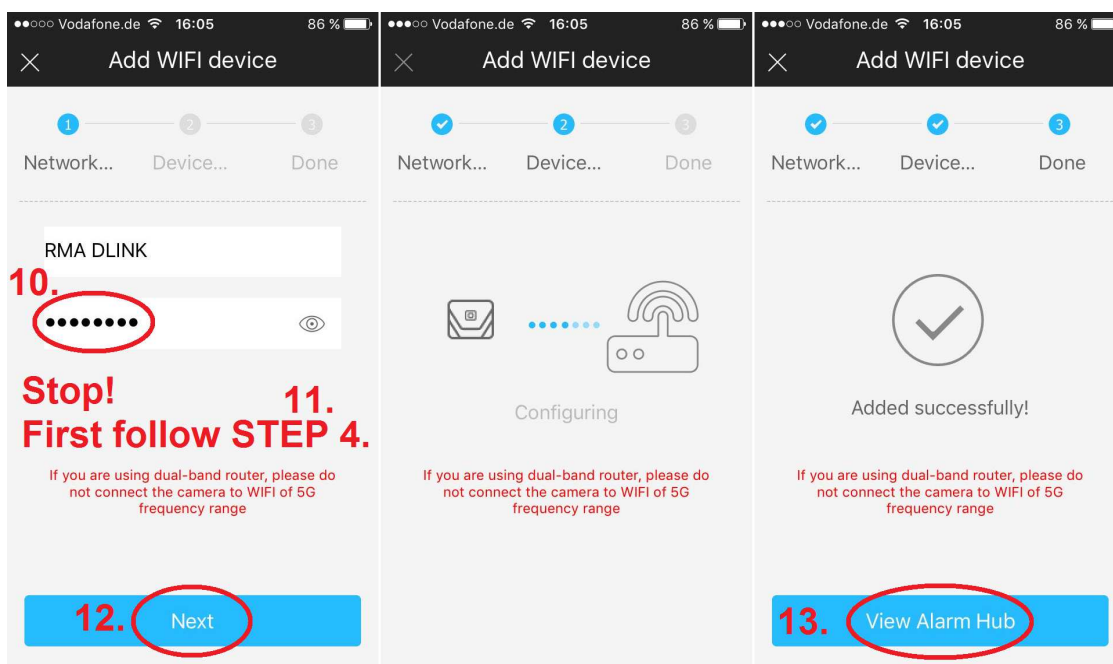 Vodafone.de 16:05 86 %
Add WIFI device
1 2 3
Network... Device... Done
RMA DLINK
10.
••••••••
Stop! 11.
First follow STEP 4.
If you are using dual-band router, please do
not connect the camera to WIFI of 5G
frequency range
12. Next
Vodafone.de 16:05 86 %
Add WIFI device
2 3
Network... Device... Done
Configuring
If you are using dual-band router, please do
not connect the camera to WIFI of 5G
frequency range
Vodafone.de 16:05 86 %
Add WIFI device
3
Network... Device... Done
Added successfully!
If you are using dual-band router, please do
not connect the camera to WIFI of 5G
frequency range
13. View Alarm Hub